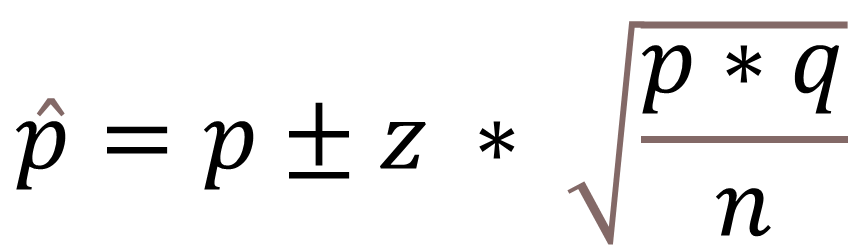 p̂ = p ± z * √(p * q / n)